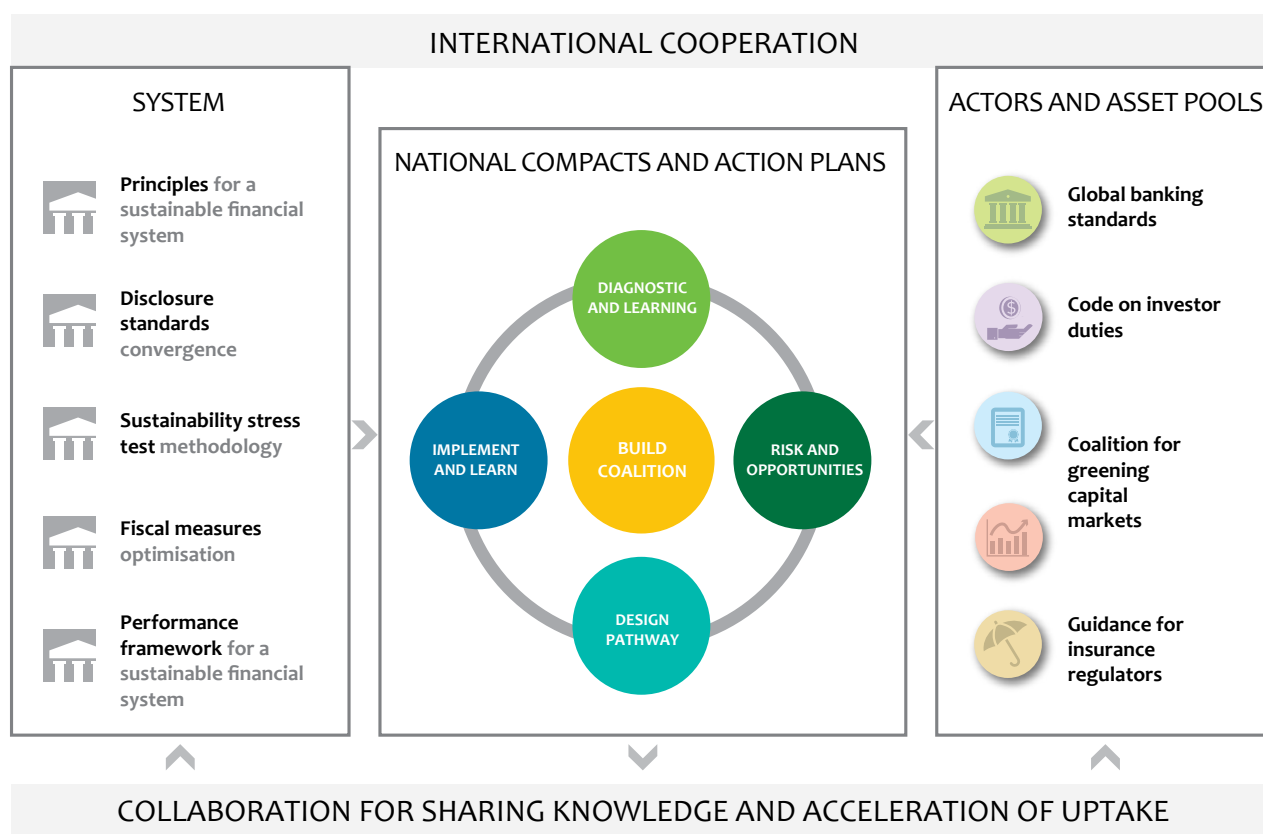 INTERNATIONAL COOPERATION
SYSTEM
Principles for a
sustainable financial
system
Disclosure
standards
convergence
Sustainability stress
test methodology
Fiscal measures
optimisation
Performance
framework for a
sustainable financial
system
NATIONAL COMPACTS AND ACTION PLANS
DIAGNOSTIC
AND LEARNING
IMPLEMENT
AND LEARN
BUILD
COALITION
RISK AND
OPPORTUNITIES
DESIGN
PATHWAY
ACTORS AND ASSET POOLS
Global banking
standards
$
Code on investor
duties
Coalition for
greening
capital
markets
Guidance for
insurance
regulators
COLLABORATION FOR SHARING KNOWLEDGE AND ACCELERATION OF UPTAKE